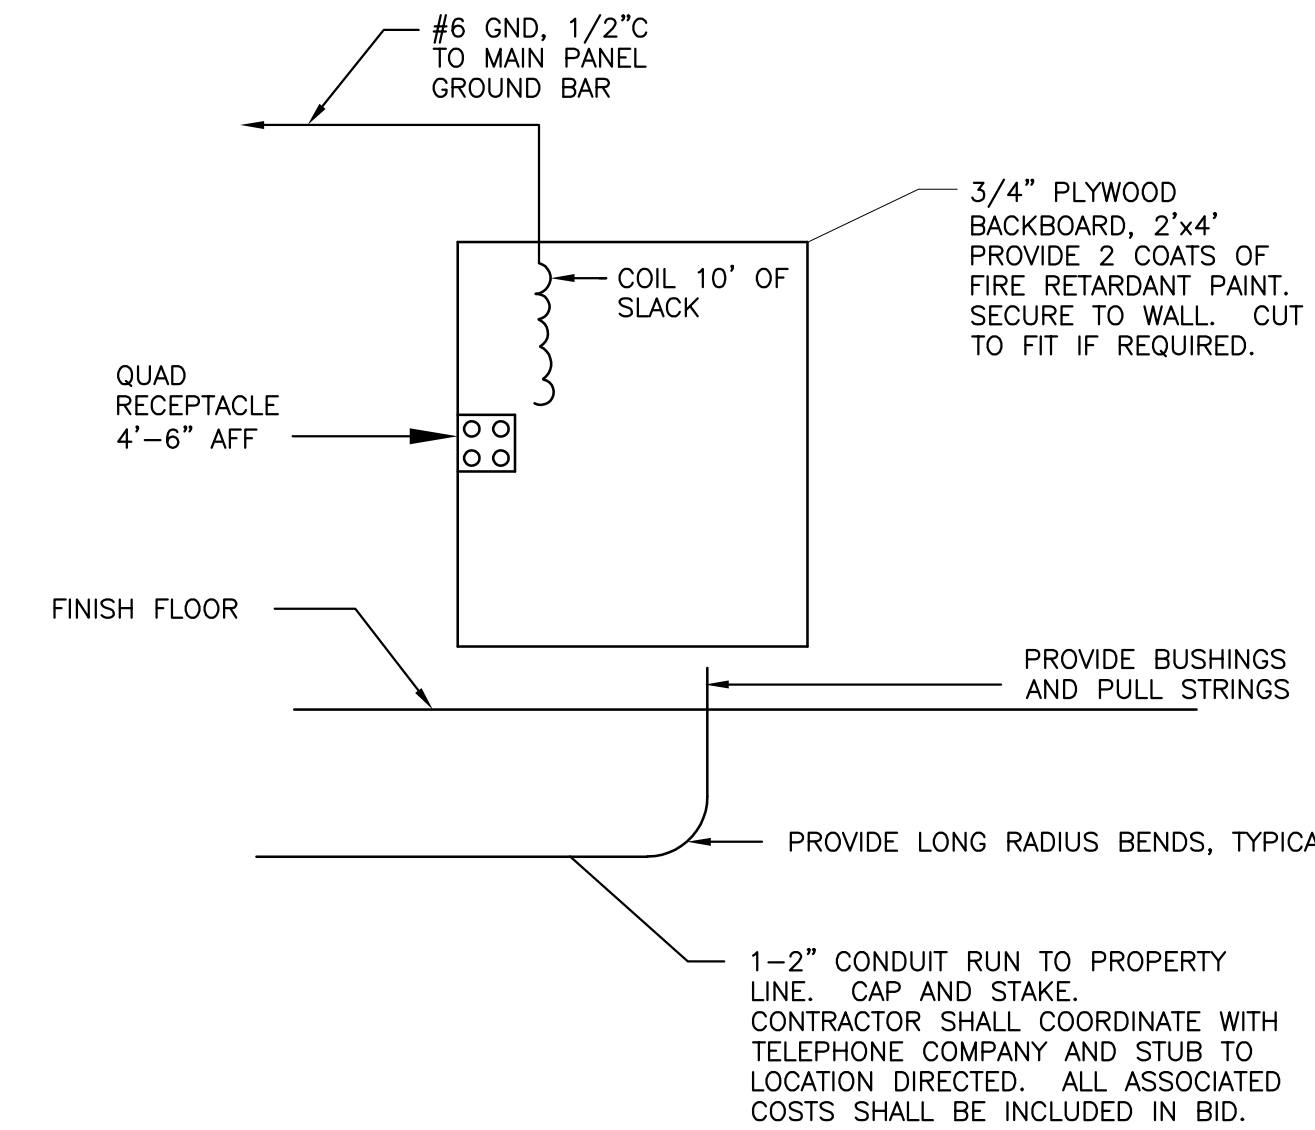 #6 GND, 1/2"C
TO MAIN PANEL
GROUND BAR
3/4" PLYWOOD
BACKBOARD, 2'x4'
PROVIDE 2 COATS OF
FIRE RETARDANT PAINT.
SECURE TO WALL. CUT
TO FIT IF REQUIRED.
COIL 10' OF
SLACK
QUAD
RECEPTACLE
4'-6" AFF
FINISH FLOOR
PROVIDE BUSHINGS
AND PULL STRINGS
PROVIDE LONG RADIUS BENDS,
1-2" CONDUIT RUN TO PROPERTY
LINE. CAP AND STAKE.
CONTRACTOR SHALL COORDINATE WITH
TELEPHONE COMPANY AND STUB TO
LOCATION DIRECTED. ALL ASSOCIATED
COSTS SHALL BE INCLUDED IN BID.